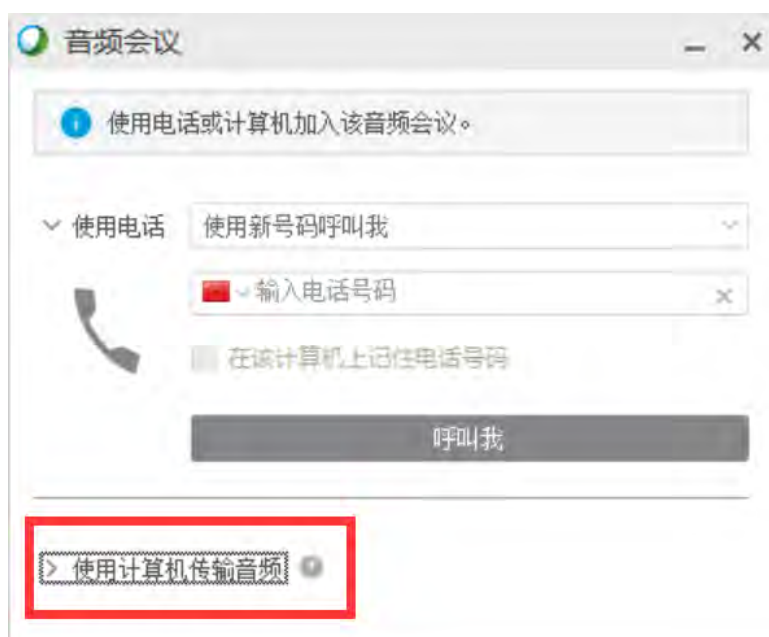 音频会议
使用电话或计算机加入该音频会议。
使用电话 使用新号码呼叫我
输入电话号码
在该计算机上记住电话号码
呼叫我
使用计算机传输音频